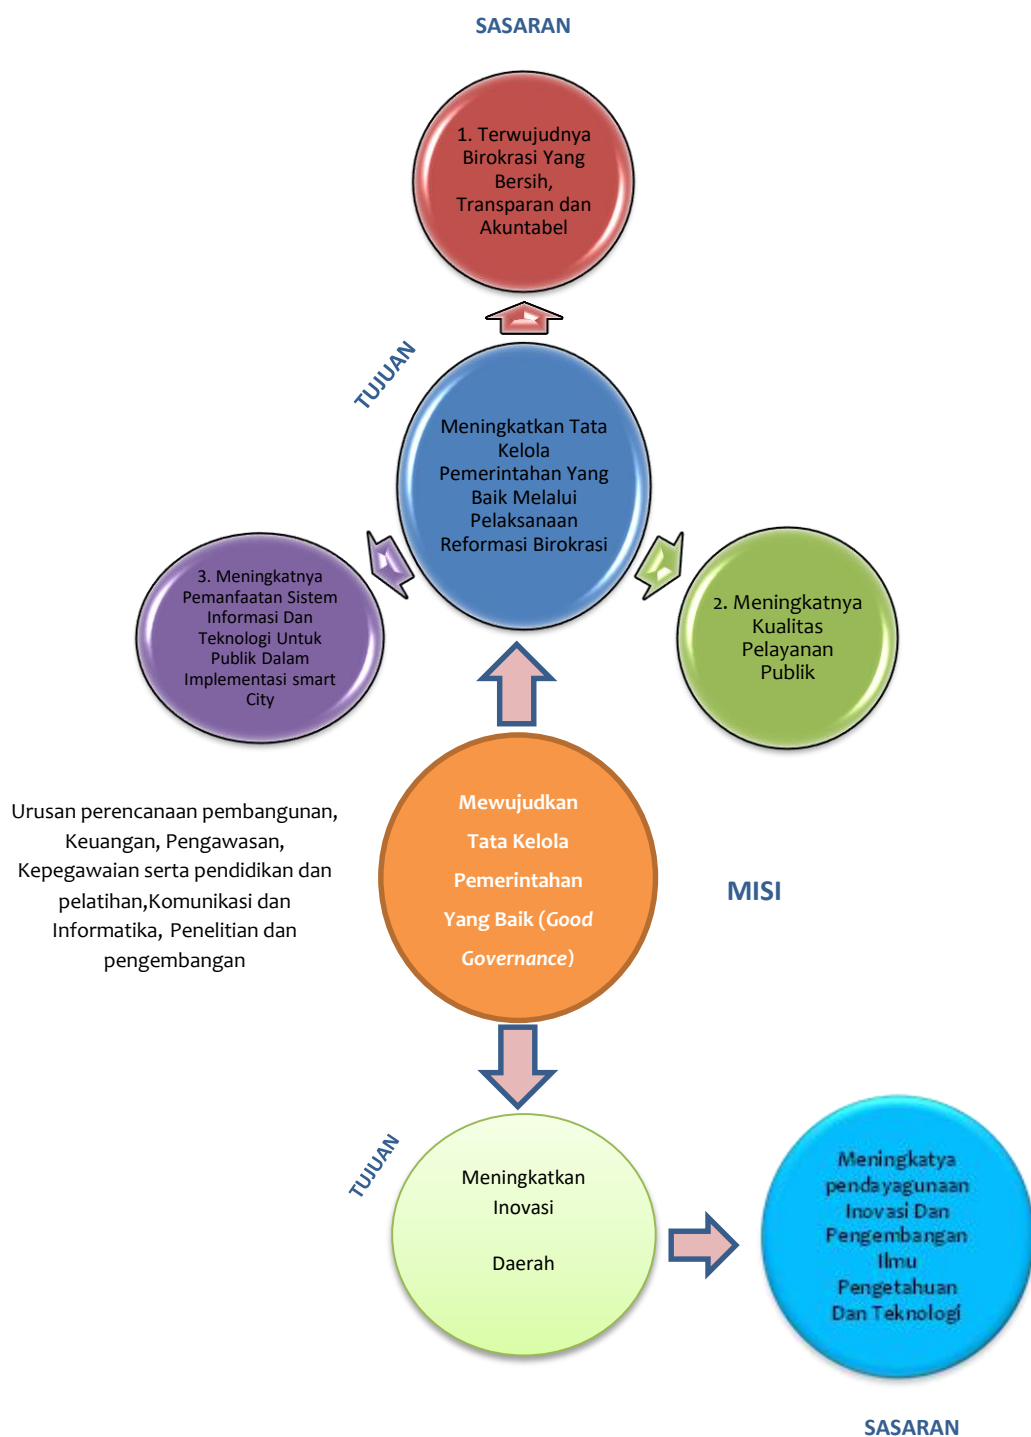 SASARAN
1. Terwujudnya
Birokrasi Yang
Bersih,
Transparan dan
Akuntabel
TUJUAN
Meningkatkan Tata
Kelola
Pemerintahan Yang
Baik Melalui
Pelaksanaan
Reformasi Birokrasi
3. Meningkatnya
Pemanfaatan Sistem
Informasi Dan
Teknologi Untuk
Publik Dalam
Implementasi smart
City
2. Meningkatnya
Kualitas
Pelayanan
Publik
Urusan perencanaan pembangunan,
Keuangan, Pengawasan,
Kepegawaian serta pendidikan dan
pelatihan,Komunikasi dan
Informatika, Penelitian dan
pengembangan
Mewujudkan
Tata Kelola
Pemerintahan
Yang Baik (Good
Governance)
MISI
TUJUAN
Meningkatkan
Inovasi
Daerah
Meningkatya
pendayagunaan
Inovasi Dan
Pengembangan
Ilmu
Pengetahuan
Dan Teknologi
SASARAN